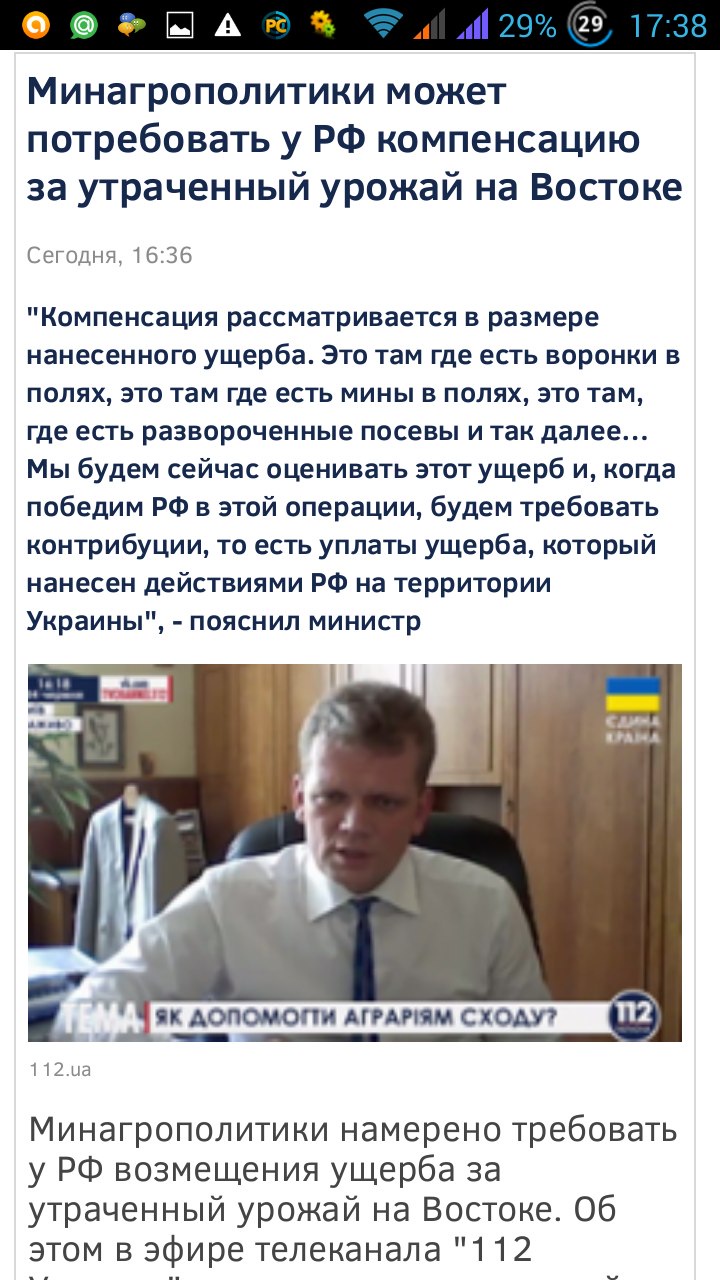 29% 29 17:38
Минагрополитики может
потребовать у РФ компенсацию
за утраченный урожай на Востоке
Сегодня, 16:36
"Компенсация рассматривается в размере
нанесенного ущерба. Это там где есть воронки в
полях, это там где есть мины в полях, это там,
где есть развороченные посевы и так далее...
Мы будем сейчас оценивать этот ущерб и, когда
победим РФ в этой операции, будем требовать
контрибуции, то есть уплаты ущерба, который
нанесен действиями РФ на территории
Украины", - пояснил министр
16:18
ЄДИНА
КРАЇНА
ТЕМА ЯК ДОПОМОГТИ АГРАРІЯМ СХОДУ? 112
112.ua
Минагрополитики намерено требовать
у РФ возмещения ущерба за
утраченный урожай на Востоке. Об
этом в эфире телеканала "112